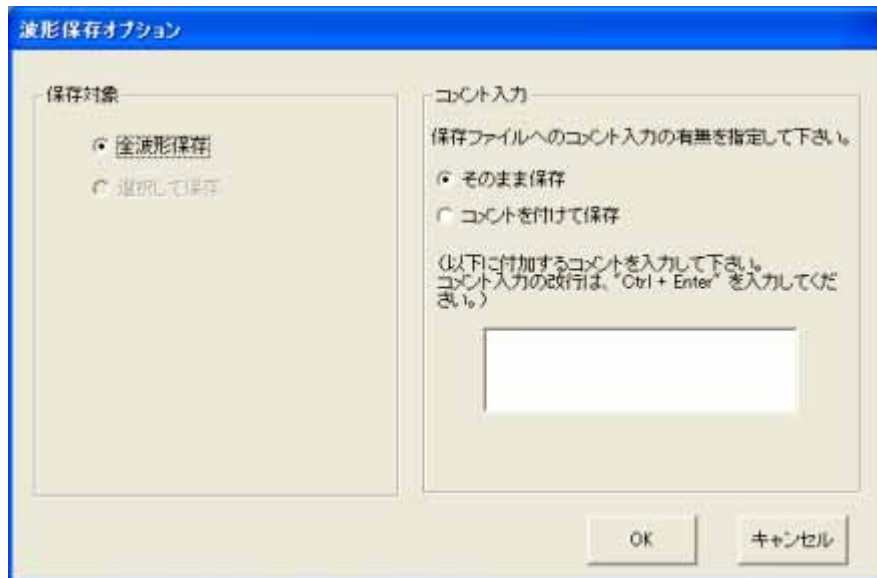 波形保存オプション
保存対象
全波形保存
選択して保存
コメント入力
保存ファイルへのコメント入力の有無を指定して下さい。
そのまま保存
コメントを付けて保存
(以下に付加するコメントを入力して下さい。
コメント入力の改行は、"Ctrl + Enter" を入力してくだ
さい。)
OK
キャンセル